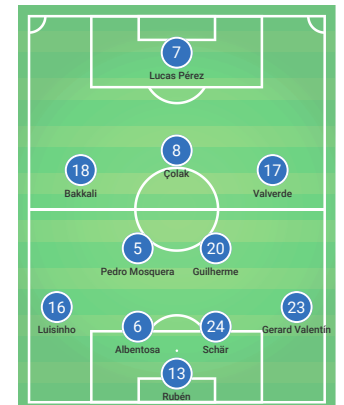 7
Lucas Pérez
8
Çolak
18
Bakkali
17
Valverde
5
Pedro Mosquera
20
Guilherme
16
Luisinho
23
Gerard Valentín
6
Albentosa
24
Schär
13
Rubén